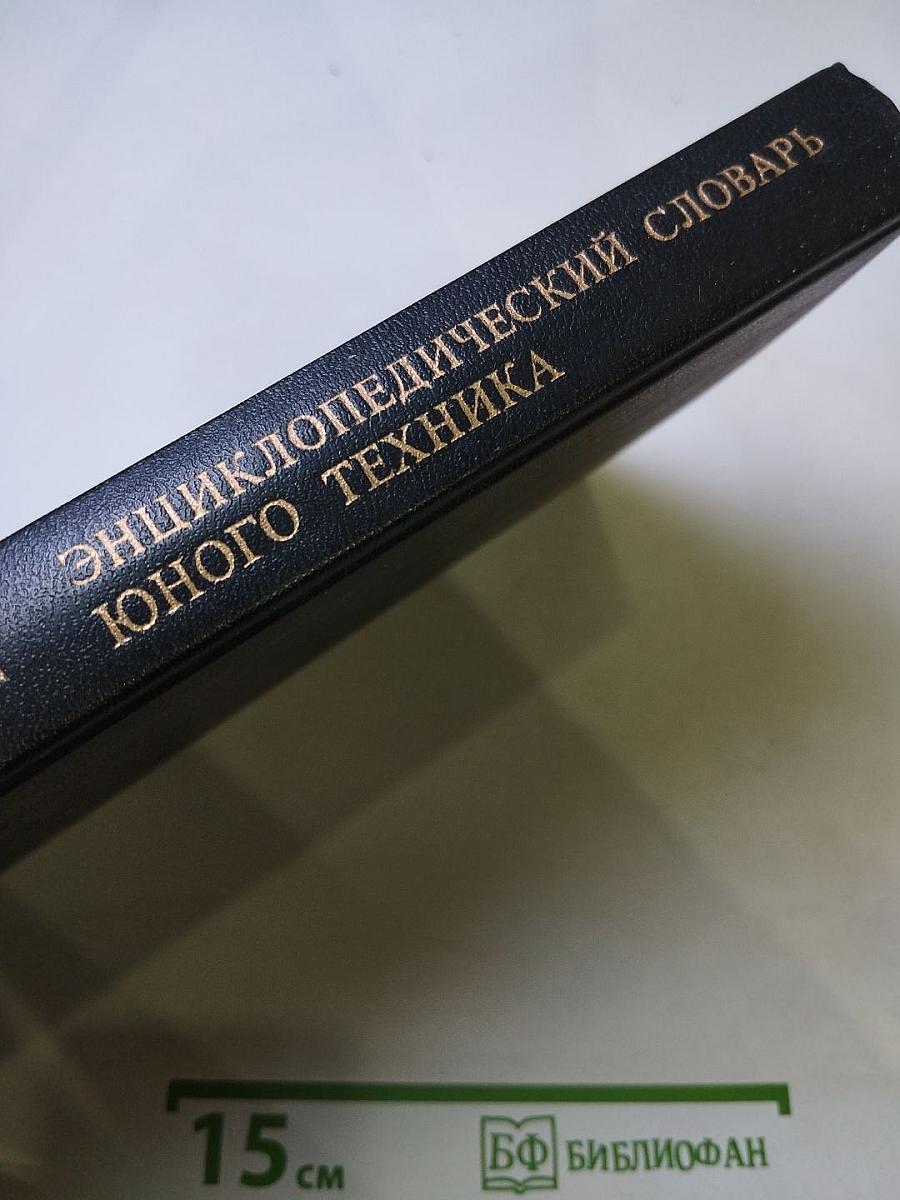 ЭНЦИКЛОПЕДИЧЕСКИЙ СЛОВАРЬ
ЮНОГО ТЕХНИКА
15 см
БФ БИБЛИОФАН